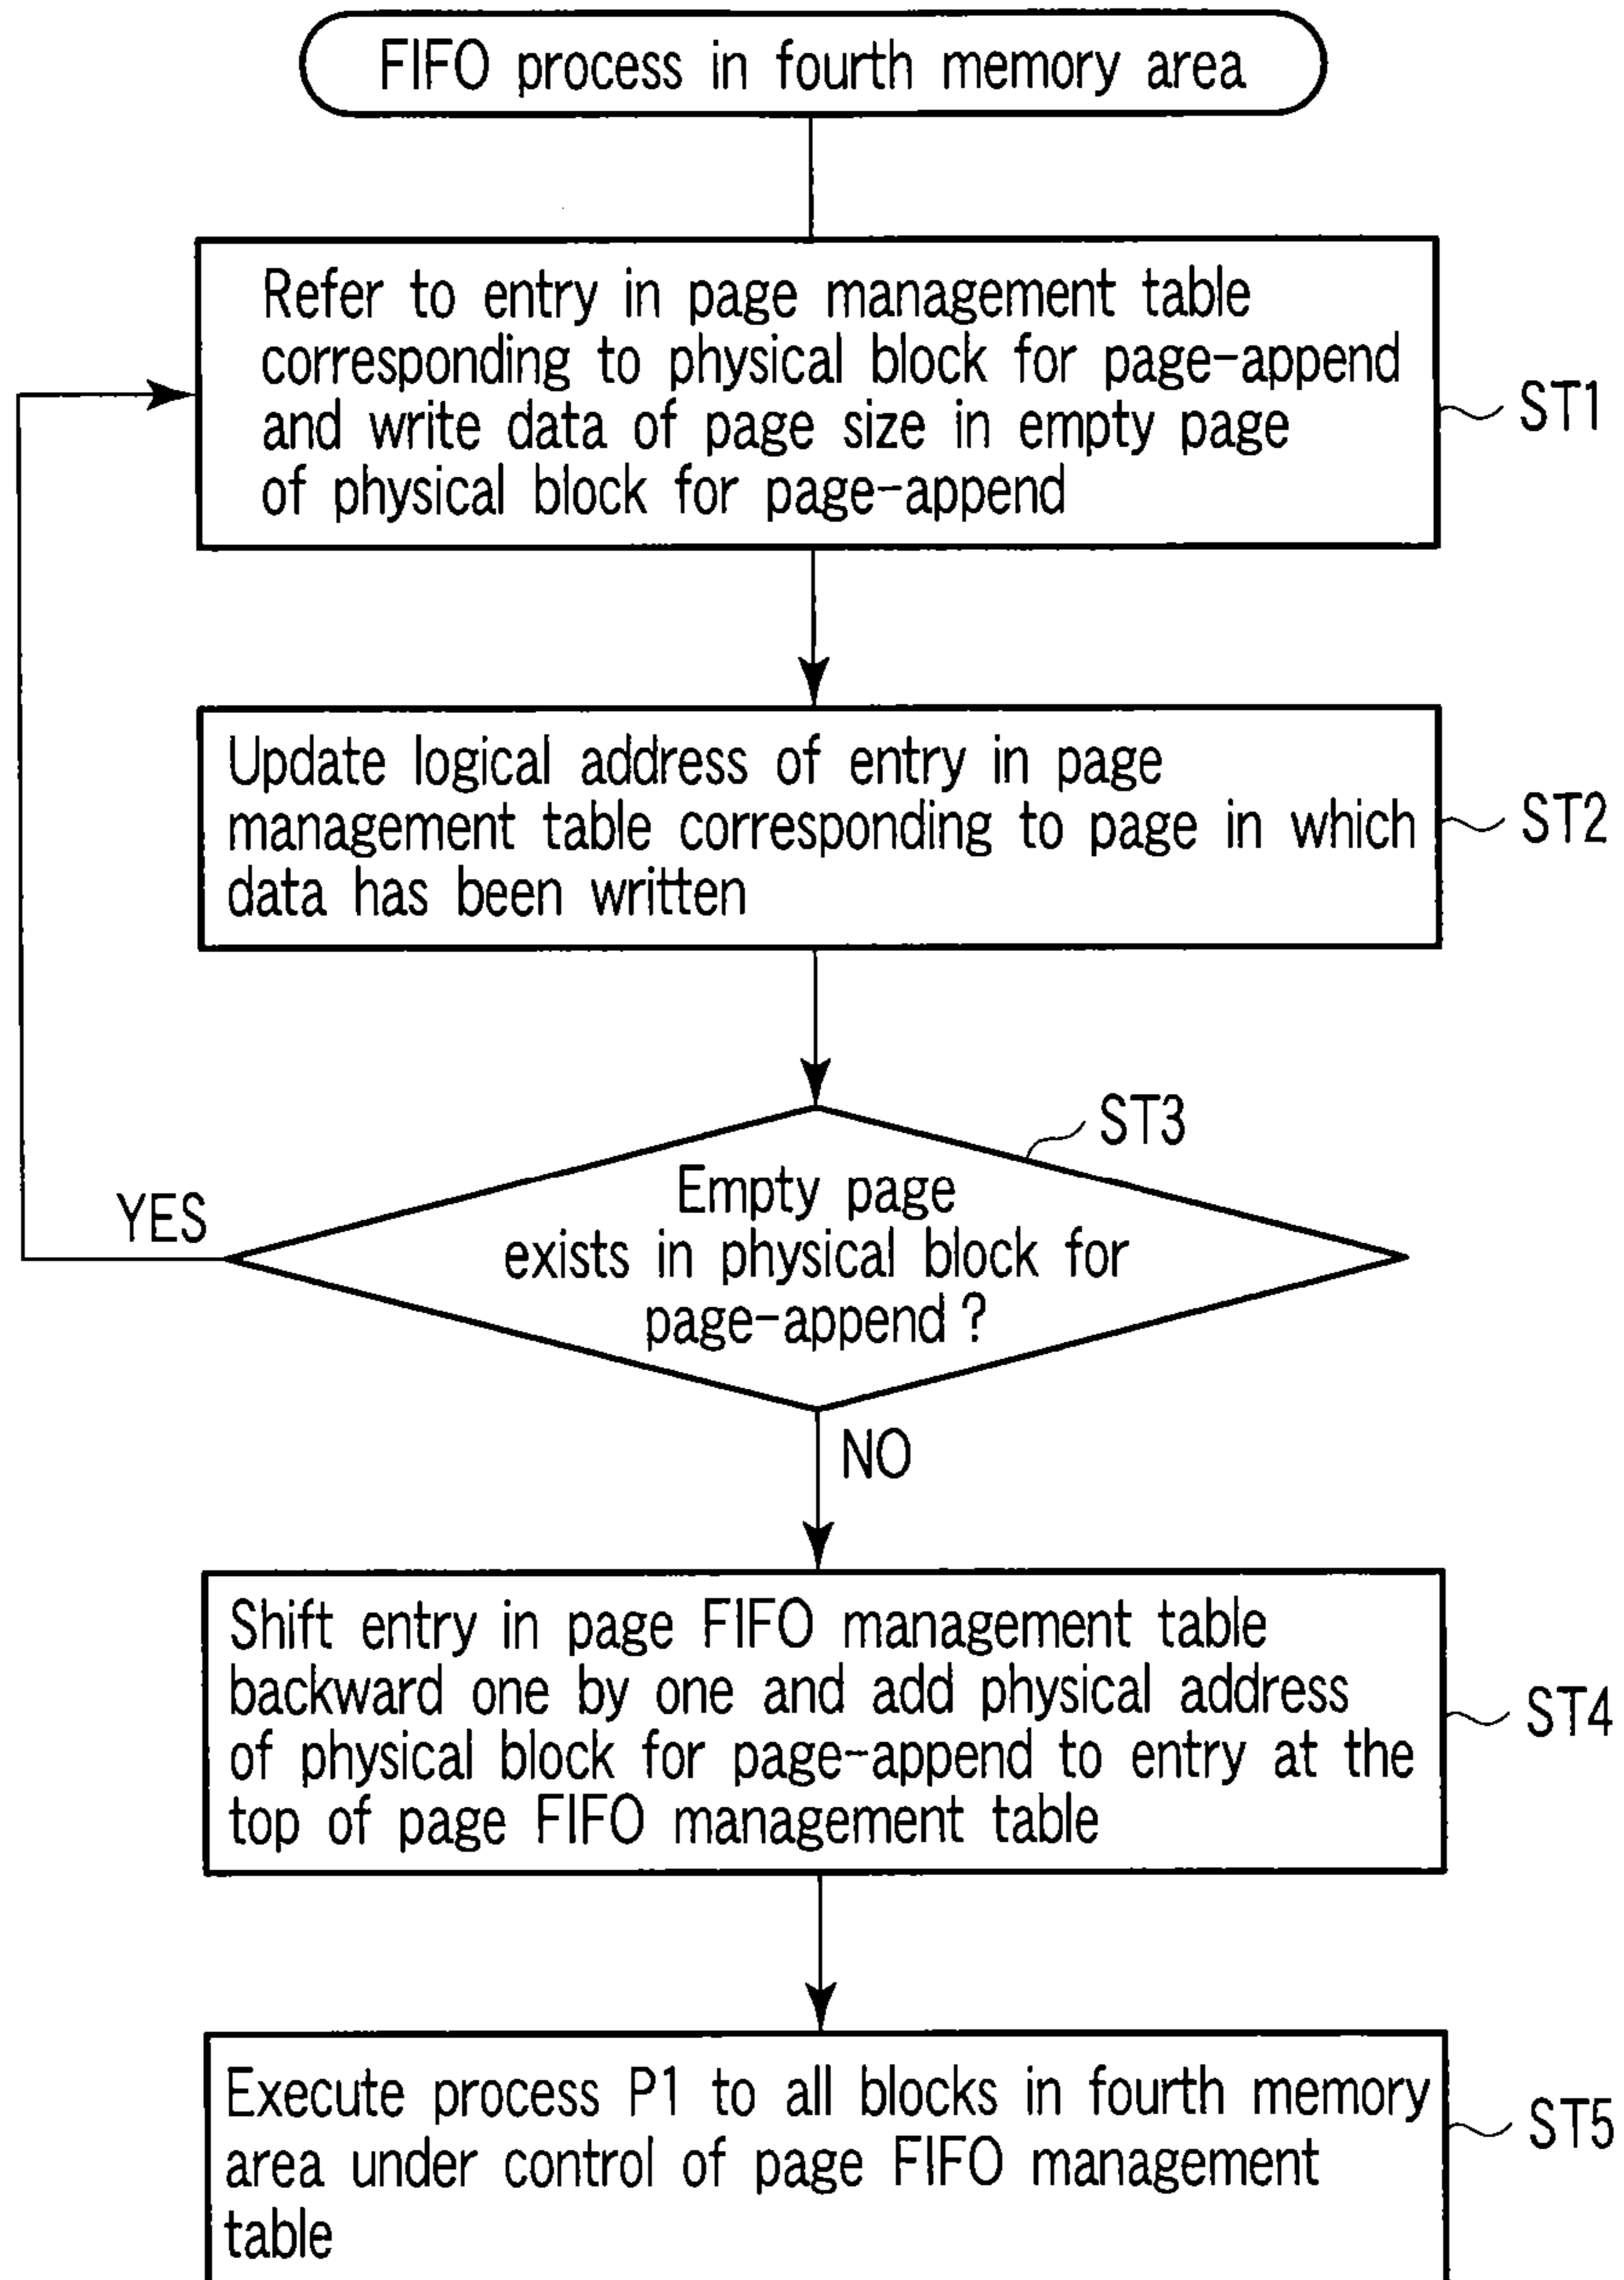 FIFO process in fourth memory area
Refer to entry in page management table
corresponding to physical block for page-append
and write data of page size in empty page
of physical block for page-append
ST1
Update logical address of entry in page
management table corresponding to page in which
data has been written
ST2
ST3
Empty page
exists in physical block for
page-append ?
YES
NO
Shift entry in page FIFO management table
backward one by one and add physical address
of physical block for page-append to entry at the
top of page FIFO management table
ST4
Execute process P1 to all blocks in fourth memory
area under control of page FIFO management
table
ST5